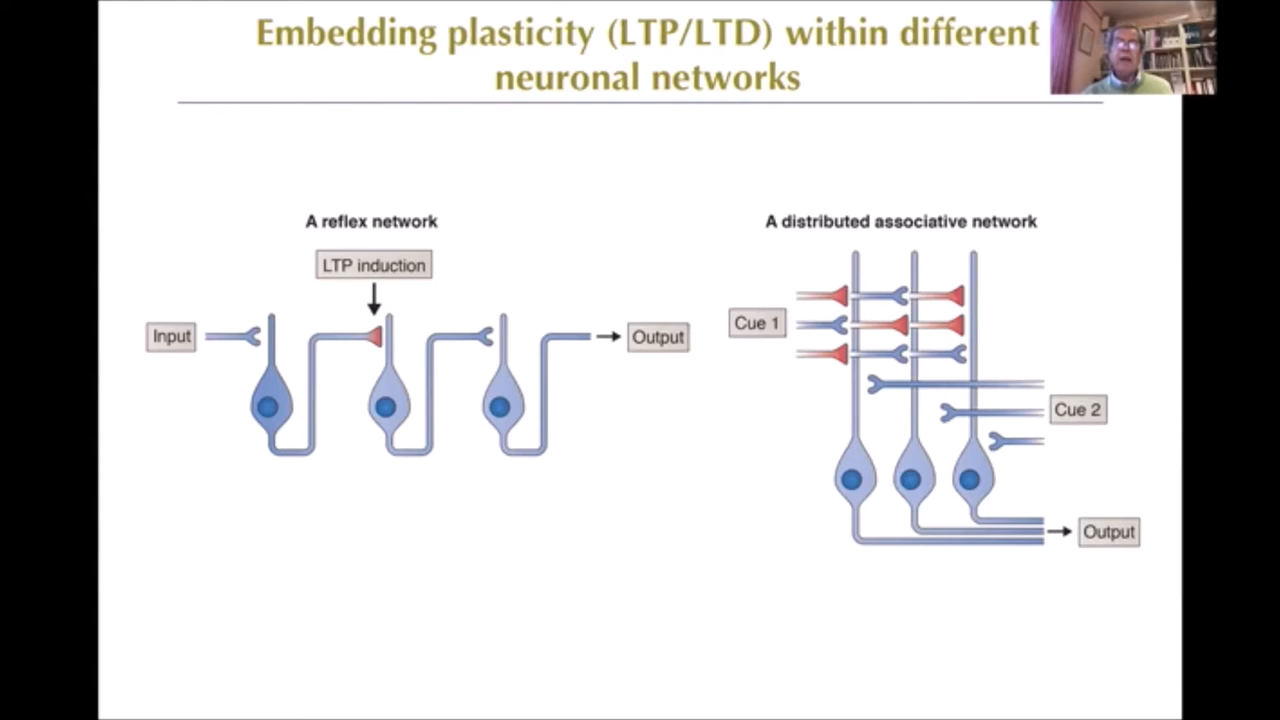 Embedding plasticity (LTP/LTD) within different
neuronal networks
A reflex network
LTP induction
Input
Output
A distributed associative network
Cue 1
Cue 2
Output